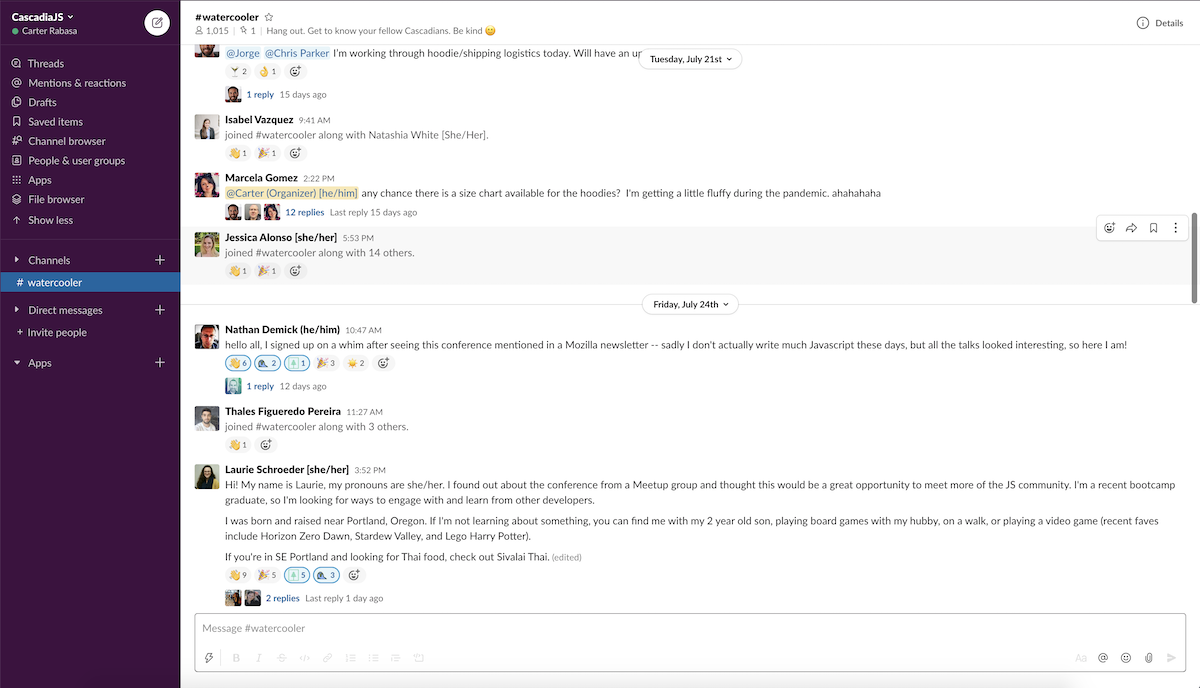 CascadiaJS
Carter Rabasa
Threads
Mentions & reactions
Drafts
Saved items
Channel browser
People & user groups
Apps
File browser
Show less
Channels
# watercooler
Direct messages
+ Invite people
Apps
#watercooler
1,015 | 1 | Hang out. Get to know your fellow Cascadians. Be kind
Details
Tuesday, July 21st
@Jorge @Chris Parker I'm working through hoodie/shipping logistics today. Will have an
2 1
1 reply 15 days ago
Isabel Vazquez 9:41 AM
joined #watercooler along with Natashia White [She/Her].
1 1
Marcela Gomez 2:22 PM
@Carter (Organizer) [he/him] any chance there is a size chart available for the hoodies? I'm getting a little fluffy during the pandemic. ahahahaha
12 replies Last reply 15 days ago
Jessica Alonso [she/her] 5:53 PM
joined #watercooler along with 14 others.
1 1
Friday, July 24th
Nathan Demick (he/him) 10:47 AM
hello all, I signed up on a whim after seeing this conference mentioned in a Mozilla newsletter -- sadly I don't actually write much Javascript these days, but all the talks looked interesting, so here I am!
6 2 1 3 2
1 reply 12 days ago
Thales Figueredo Pereira 11:27 AM
joined #watercooler along with 3 others.
1
Laurie Schroeder [she/her] 3:52 PM
Hi! My name is Laurie, my pronouns are she/her. I found out about the conference from a Meetup group and thought this would be a great opportunity to meet more of the JS community. I'm a recent bootcamp
graduate, so I'm looking for ways to engage with and learn from other developers.
I was born and raised near Portland, Oregon. If I'm not learning about something, you can find me with my 2 year old son, playing board games with my hubby, on a walk, or playing a video game (recent faves
include Horizon Zero Dawn, Stardew Valley, and Lego Harry Potter).
If you're in SE Portland and looking for Thai food, check out Sivalai Thai. (edited)
9 5 5 3
2 replies Last reply 1 day ago
Message #watercooler
B I S </> Aa @